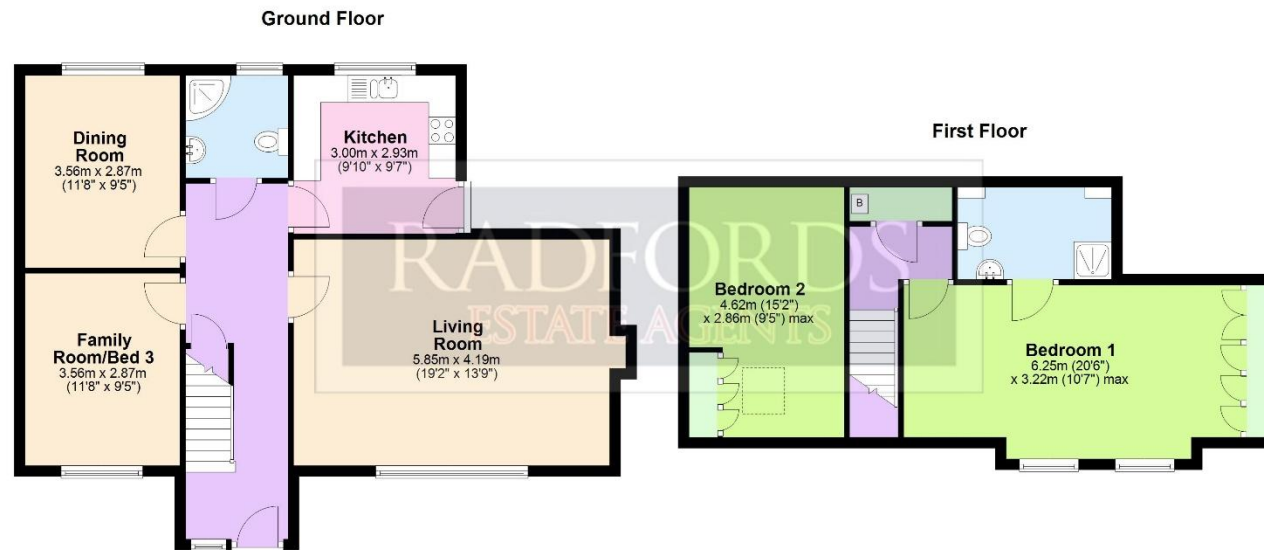 Ground Floor
Dining
Room
3.56m x 2.87m
(11'8" x 9'5")
Kitchen
3.00m x 2.93m
(9'10" x 9'7")
Family
Room/Bed 3
3.56m x 2.87m
(11'8" x 9'5")
Living
Room
5.85m x 4.19m
(19'2" x 13'9")
RADFORDS
ESTATE AGENTS
First Floor
B
Bedroom 2
4.62m (15'2")
x 2.86m (9'5") max
Bedroom 1
6.25m (20'6")
x 3.22m (10'7") max